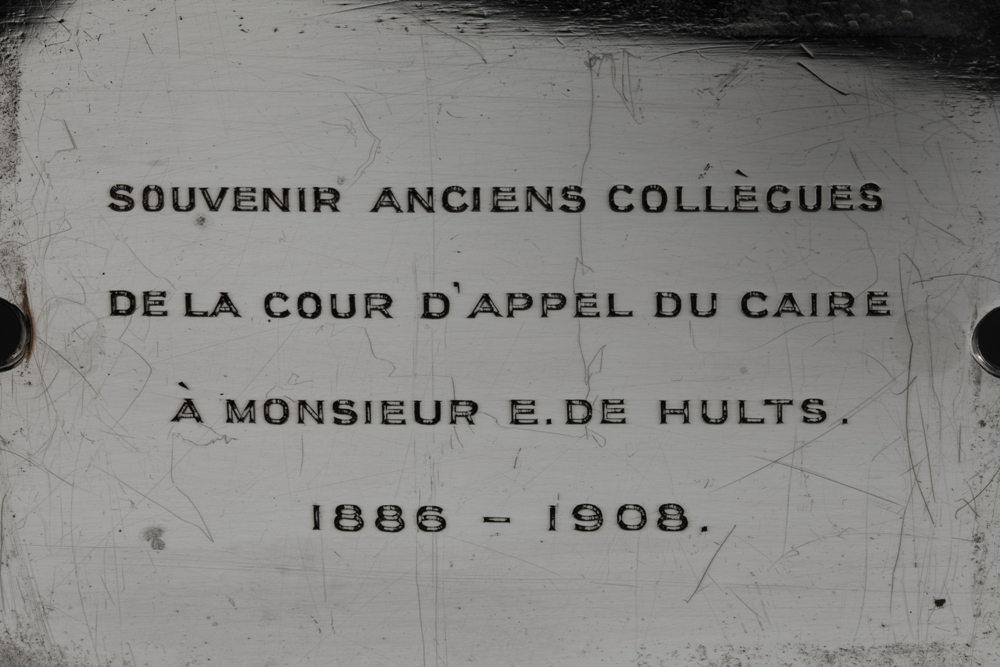 SOUVENIR ANCIENS COLLÈGUES
DE LA COUR D'APPEL DU CAIRE
À MONSIEUR E. DE HULTS.
1886 – 1908.